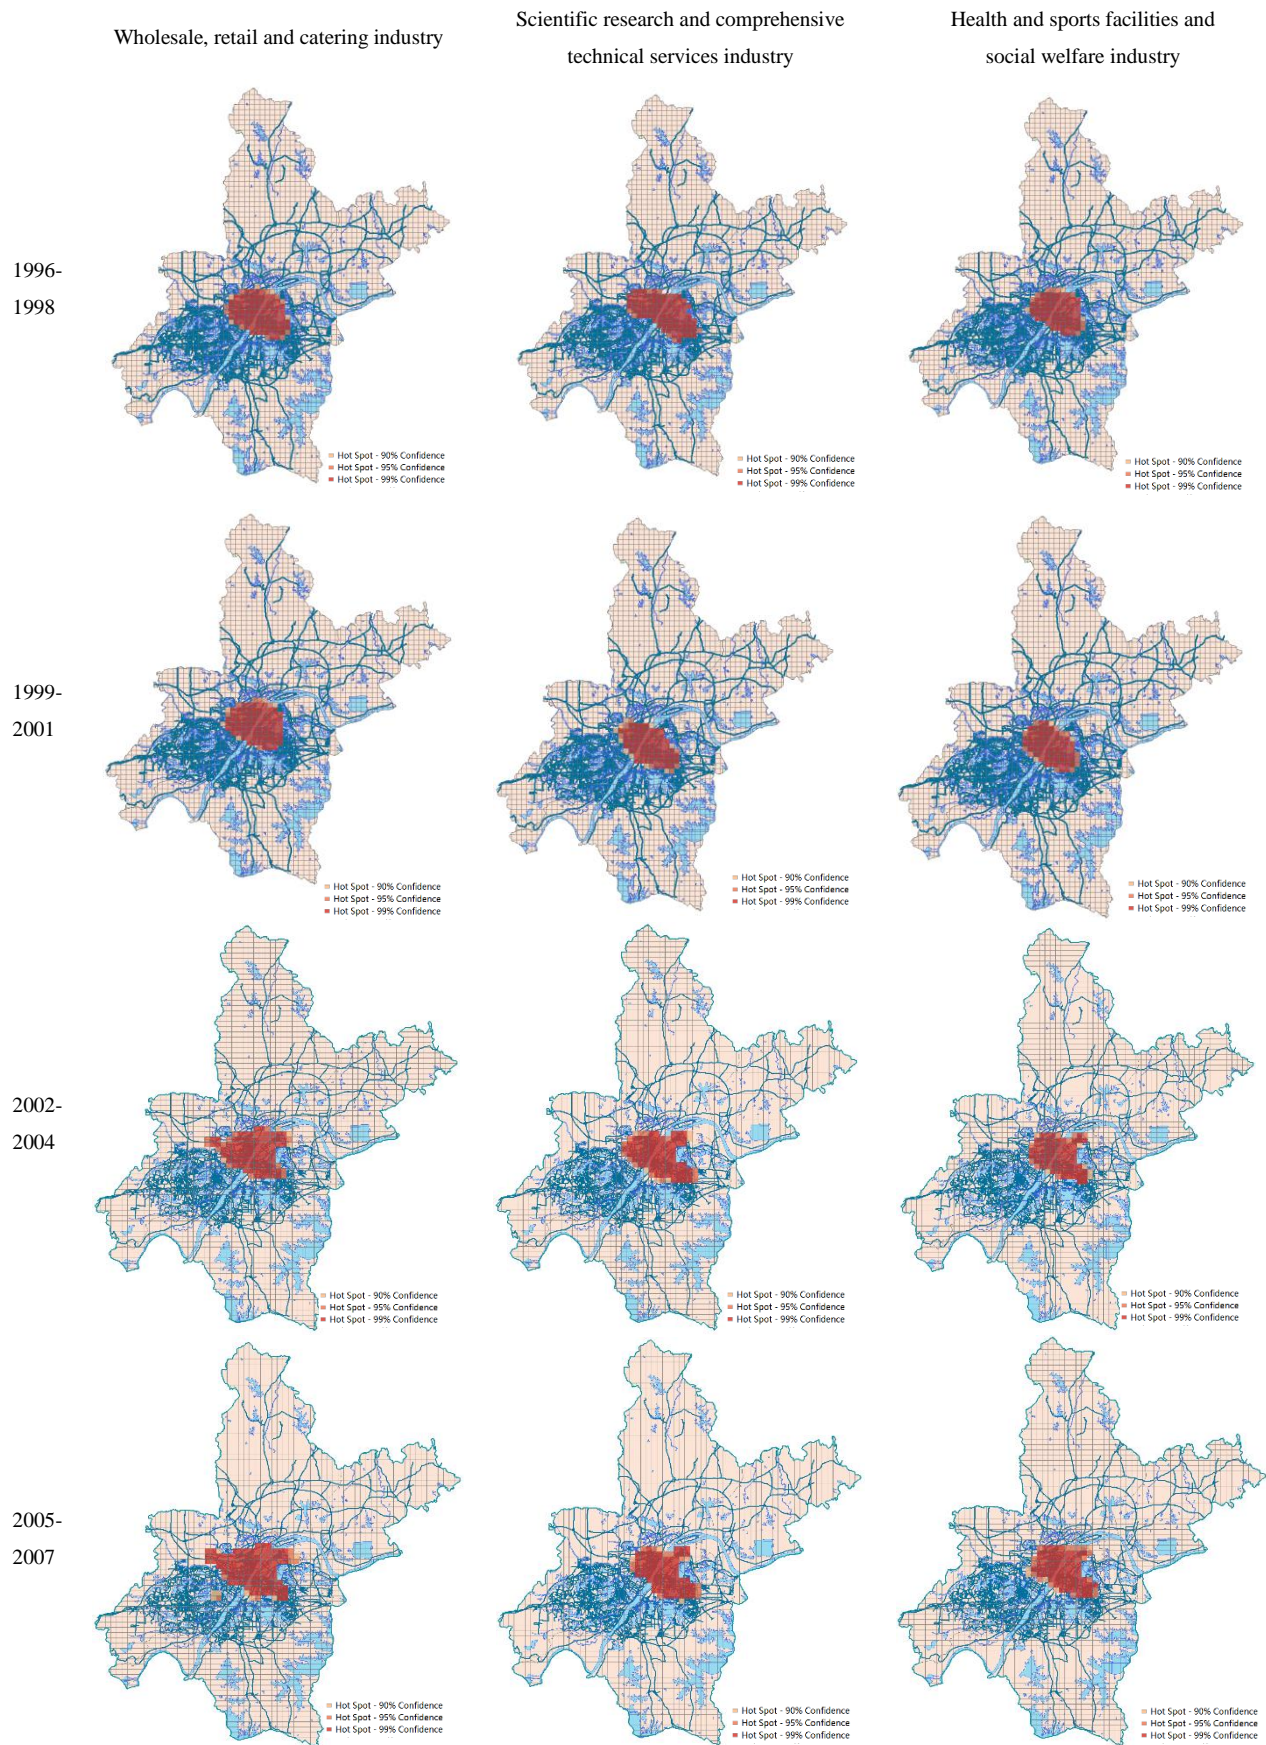 Wholesale, retail and catering industry
Scientific research and comprehensive
technical services industry
Health and sports facilities and
social welfare industry
1996-
1998
Hot Spot - 90% Confidence
Hot Spot - 95% Confidence
Hot Spot - 99% Confidence
Hot Spot - 90% Confidence
Hot Spot - 95% Confidence
Hot Spot - 99% Confidence
Hot Spot - 90% Confidence
Hot Spot - 95% Confidence
Hot Spot - 99% Confidence
1999-
2001
Hot Spot - 90% Confidence
Hot Spot - 95% Confidence
Hot Spot - 99% Confidence
Hot Spot - 90% Confidence
Hot Spot - 95% Confidence
Hot Spot - 99% Confidence
Hot Spot - 90% Confidence
Hot Spot - 95% Confidence
Hot Spot - 99% Confidence
2002-
2004
Hot Spot - 90% Confidence
Hot Spot - 95% Confidence
Hot Spot - 99% Confidence
Hot Spot - 90% Confidence
Hot Spot - 95% Confidence
Hot Spot - 99% Confidence
Hot Spot - 90% Confidence
Hot Spot - 95% Confidence
Hot Spot - 99% Confidence
2005-
2007
Hot Spot - 90% Confidence
Hot Spot - 95% Confidence
Hot Spot - 99% Confidence
Hot Spot - 90% Confidence
Hot Spot - 95% Confidence
Hot Spot - 99% Confidence
Hot Spot - 90% Confidence
Hot Spot - 95% Confidence
Hot Spot - 99% Confidence